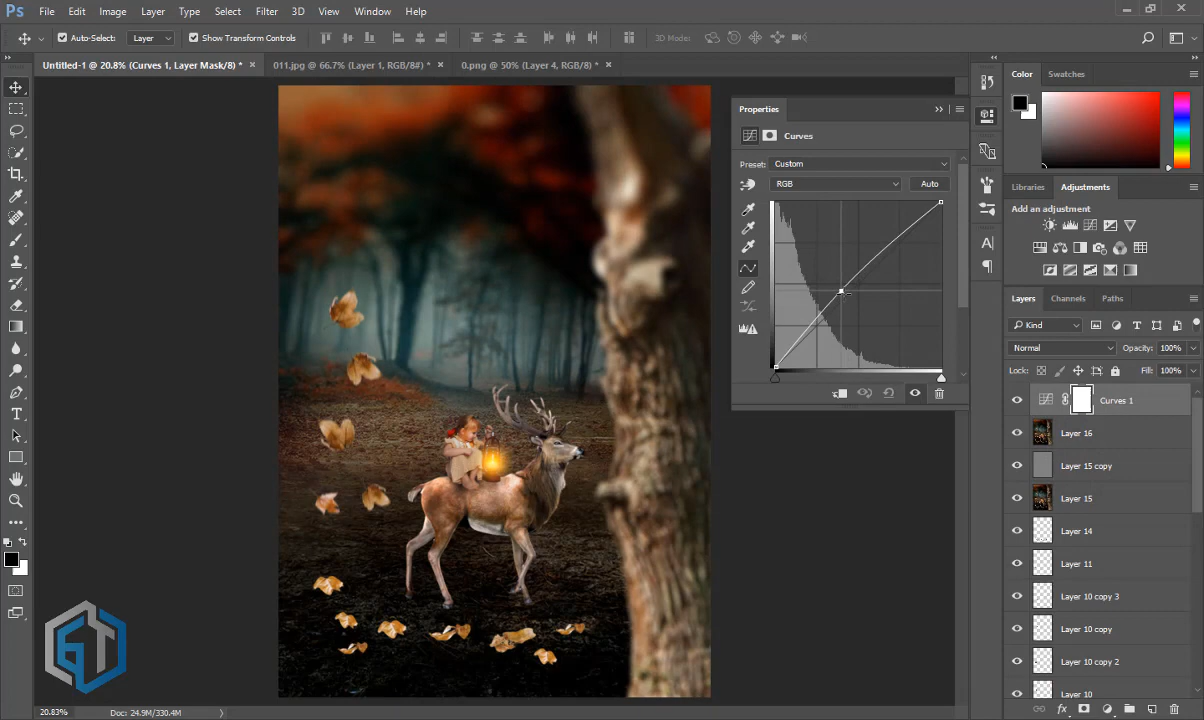 Ps File Edit Image Layer Type Select Filter 3D View Window Help
Auto-Select: Layer Show Transform Controls 3D Mode:
Untitled-1 @ 20.8% (Curves 1, Layer Mask/8) * × 011.jpg @ 66.7% (Layer 1, RGB/8#) * × 0.png @ 50% (Layer 4, RGB/8) * ×
Properties
Curves
Preset: Custom
RGB Auto
Color Swatches
Libraries Adjustments
Add an adjustment
Layers Channels Paths
Kind
Normal Opacity: 100%
Lock: Fill: 100%
Curves 1
Layer 16
Layer 15 copy
Layer 15
Layer 14
Layer 11
Layer 10 copy 3
Layer 10 copy
Layer 10 copy 2
Layer 10
20.83% Doc: 24.9M/330.4M